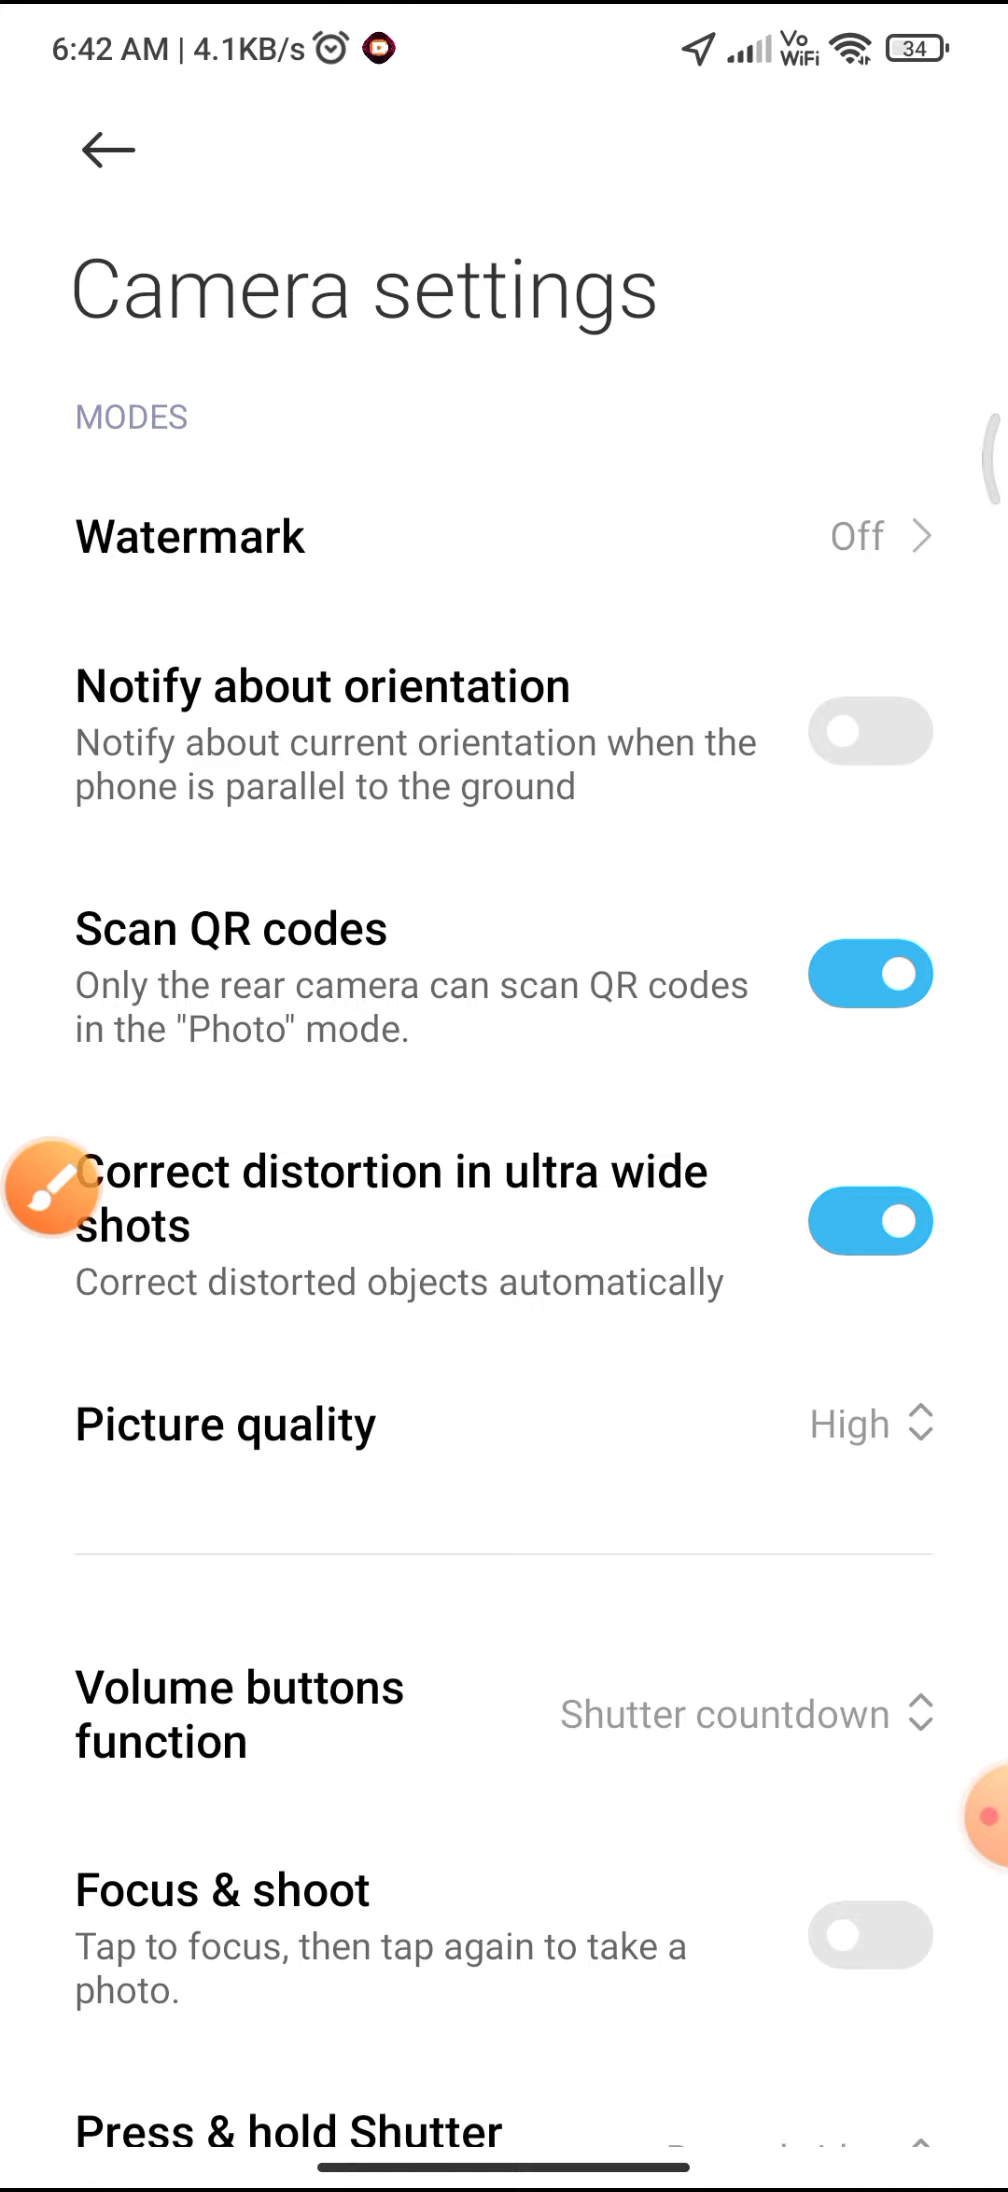 6:42 AM | 4.1KB/s Vo WiFi 34
Camera settings
MODES
Watermark Off
Notify about orientation
Notify about current orientation when the
phone is parallel to the ground
Scan QR codes
Only the rear camera can scan QR codes
in the "Photo" mode.
Correct distortion in ultra wide
shots
Correct distorted objects automatically
Picture quality High
Volume buttons
function
Shutter countdown
Focus & shoot
Tap to focus, then tap again to take a
photo.
Press & hold Shutter